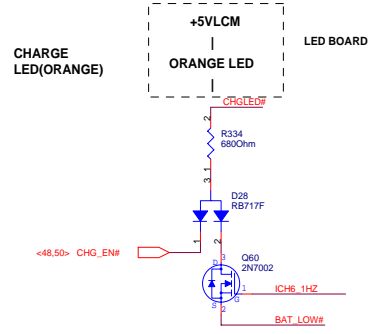 +5VLCM
CHARGE
LED(ORANGE)
ORANGE LED
LED BOARD
CHGLED#
2
R334
680Ohm
1
3
D28
RB717F
1
2
<48,50> CHG_EN#
Q60
2N7002
D
3
1
G
ICH6_1HZ
S
2
BAT_LOW#